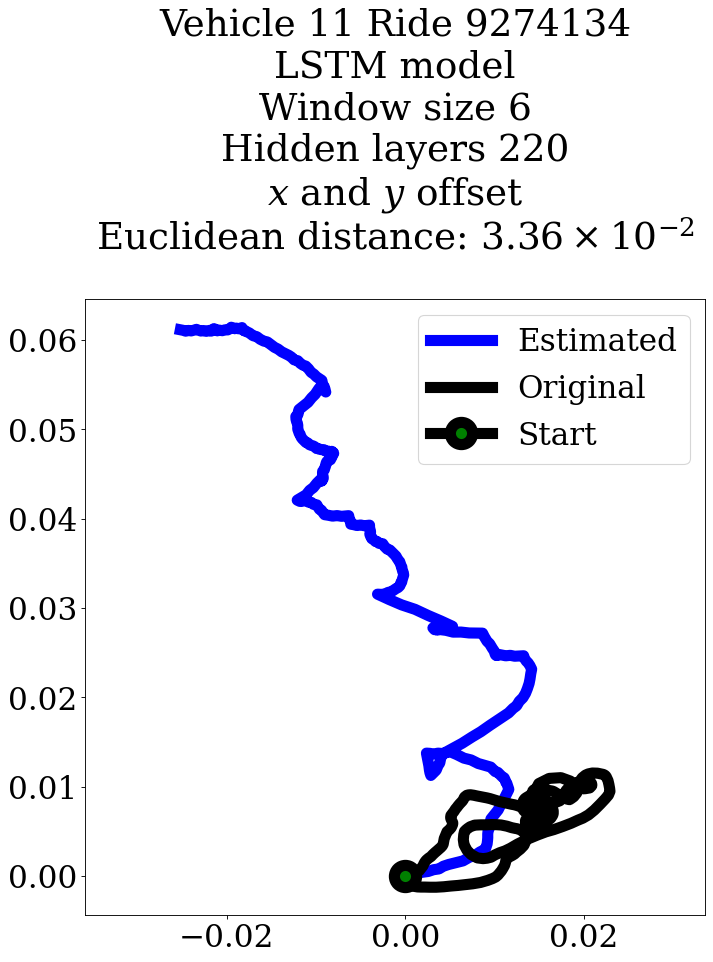 Vehicle 11 Ride 9274134
LSTM model
Window size 6
Hidden layers 220
x and y offset
Euclidean distance: 3.36 × 10⁻²
Estimated
Original
Start
0.06
0.05
0.04
0.03
0.02
0.01
0.00
−0.02 0.00 0.02